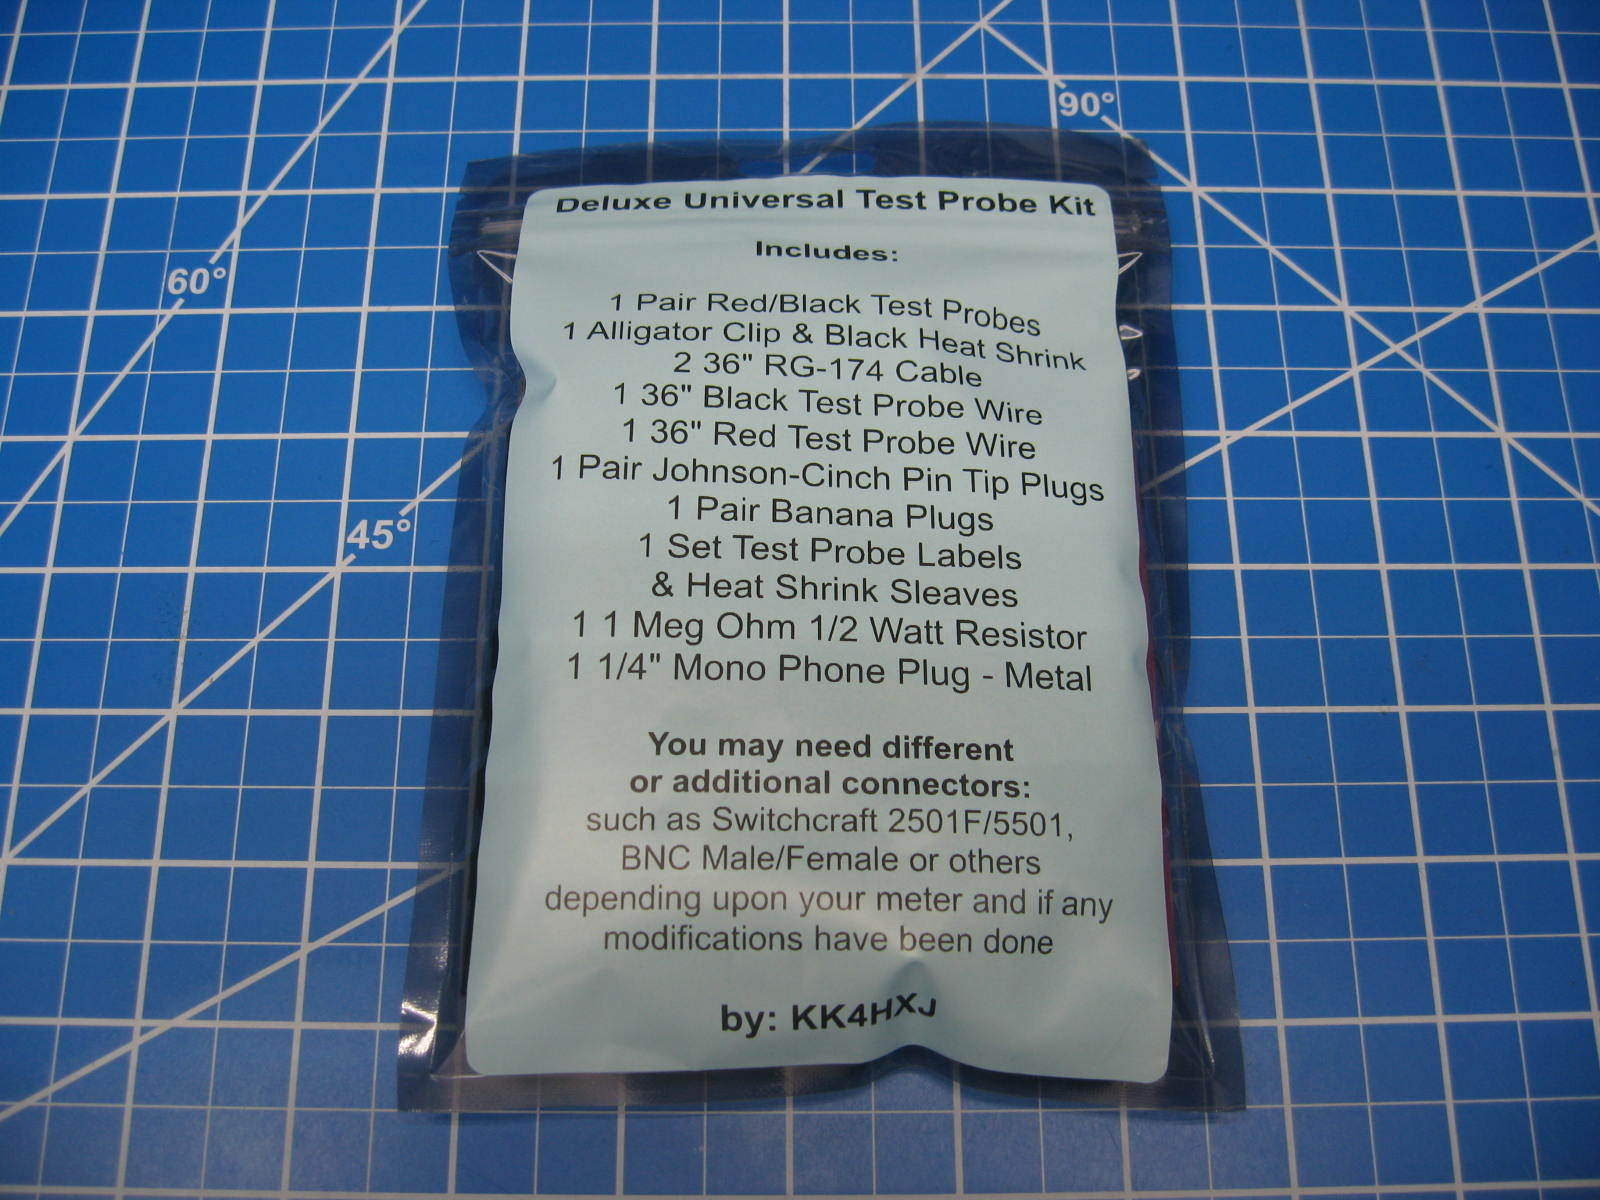 90°
Deluxe Universal Test Probe Kit
Includes:
60°
1 Pair Red/Black Test Probes
1 Alligator Clip & Black Heat Shrink
2 36" RG-174 Cable
1 36" Black Test Probe Wire
1 36" Red Test Probe Wire
1 Pair Johnson-Cinch Pin Tip Plugs
1 Pair Banana Plugs
45°
1 Set Test Probe Labels
& Heat Shrink Sleaves
1 1 Meg Ohm 1/2 Watt Resistor
1 1/4" Mono Phone Plug - Metal
You may need different
or additional connectors:
such as Switchcraft 2501F/5501,
BNC Male/Female or others
depending upon your meter and if any
modifications have been done
by: KK4HXJ